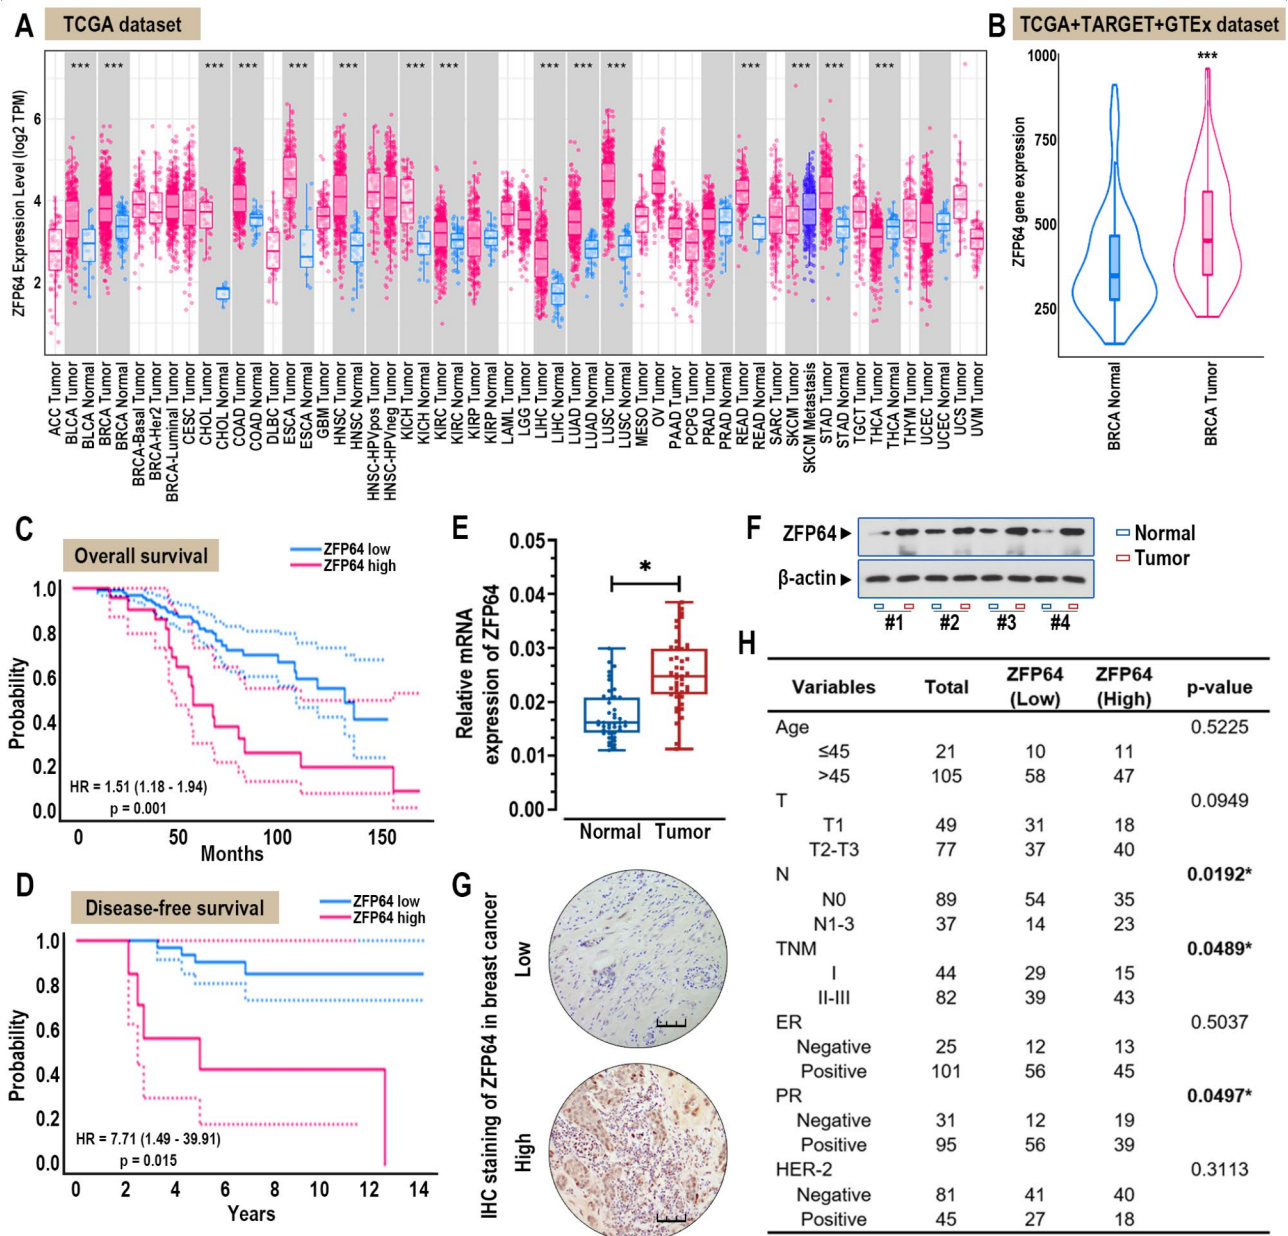 A
TCGA dataset
ZFP64 Expression Level (log2 TPM)
6
4
2
*** *** *** *** *** *** *** *** *** *** *** *** *** *** ***
ACC Tumor
BLCA Tumor
BLCA Normal
BRCA Tumor
BRCA Normal
BRCA-Basal Tumor
BRCA-Her2 Tumor
BRCA-Luminal Tumor
CESC Tumor
CHOL Tumor
CHOL Normal
COAD Tumor
COAD Normal
DLBC Tumor
ESCA Tumor
ESCA Normal
GBM Tumor
HNSC Tumor
HNSC Normal
HNSC-HPVpos Tumor
HNSC-HPVneg Tumor
KICH Tumor
KICH Normal
KIRC Tumor
KIRC Normal
KIRP Tumor
KIRP Normal
LAML Tumor
LGG Tumor
LIHC Tumor
LIHC Normal
LUAD Tumor
LUAD Normal
LUSC Tumor
LUSC Normal
MESO Tumor
OV Tumor
PAAD Tumor
PCPG Tumor
PRAD Tumor
PRAD Normal
READ Tumor
READ Normal
SARC Tumor
SKCM Tumor
SKCM Metastasis
STAD Tumor
STAD Normal
TGCT Tumor
THCA Tumor
THCA Normal
THYM Tumor
UCEC Tumor
UCEC Normal
UCS Tumor
UVM Tumor
B
TCGA+TARGET+GTEx dataset
ZFP64 gene expression
1000
750
500
250
***
BRCA Normal
BRCA Tumor
C
Overall survival
ZFP64 low
ZFP64 high
Probability
1.0
0.8
0.6
0.4
0.2
0.0
HR = 1.51 (1.18 - 1.94)
p = 0.001
0 50 100 150
Months
D
Disease-free survival
ZFP64 low
ZFP64 high
Probability
1.0
0.8
0.6
0.4
0.2
0.0
HR = 7.71 (1.49 - 39.91)
p = 0.015
0 2 4 6 8 10 12 14
Years
E
Relative mRNA
expression of ZFP64
0.05
0.04
0.03
0.02
0.01
0.00
*
Normal Tumor
F
ZFP64
β-actin
Normal
Tumor
#1 #2 #3 #4
G
IHC staining of ZFP64 in breast cancer
Low
High
H
Variables Total ZFP64 (Low) ZFP64 (High) p-value
Age 0.5225
≤45 21 10 11
>45 105 58 47
T 0.0949
T1 49 31 18
T2-T3 77 37 40
N 0.0192*
N0 89 54 35
N1-3 37 14 23
TNM 0.0489*
I 44 29 15
II-III 82 39 43
ER 0.5037
Negative 25 12 13
Positive 101 56 45
PR 0.0497*
Negative 31 12 19
Positive 95 56 39
HER-2 0.3113
Negative 81 41 40
Positive 45 27 18